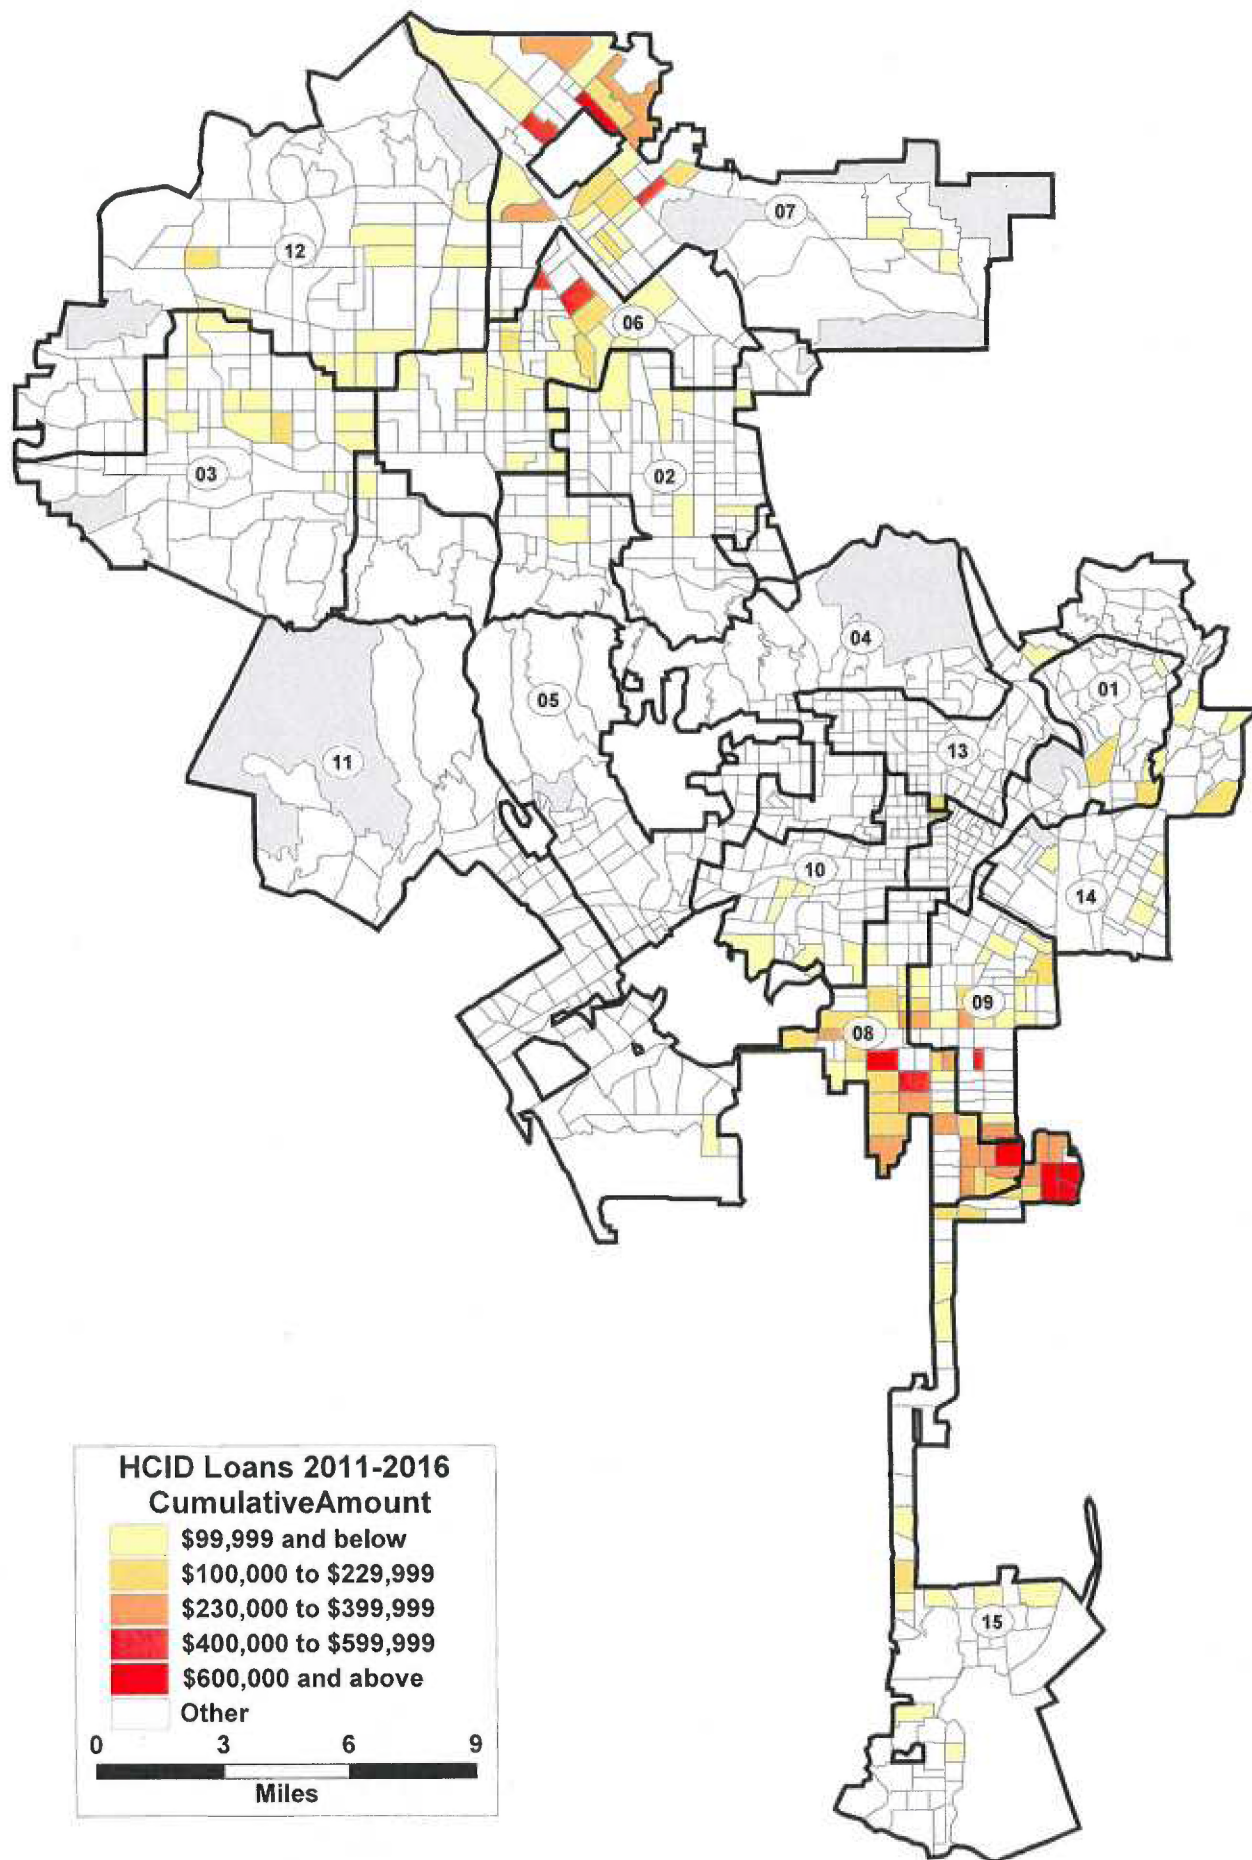 07
12
06
03
02
04
01
05
13
11
10
14
09
08
HCID Loans 2011-2016
CumulativeAmount
$99,999 and below
$100,000 to $229,999
$230,000 to $399,999
$400,000 to $599,999
$600,000 and above
Other
0 3 6 9
Miles
15